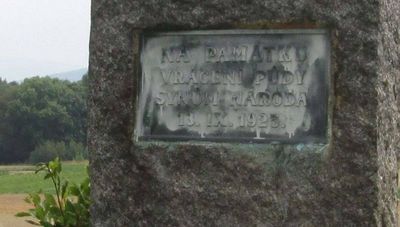 NA PAMÁTKU
VRÁCENÍ PŮDY
SYNŮM NÁRODA
13. IX. 1925.